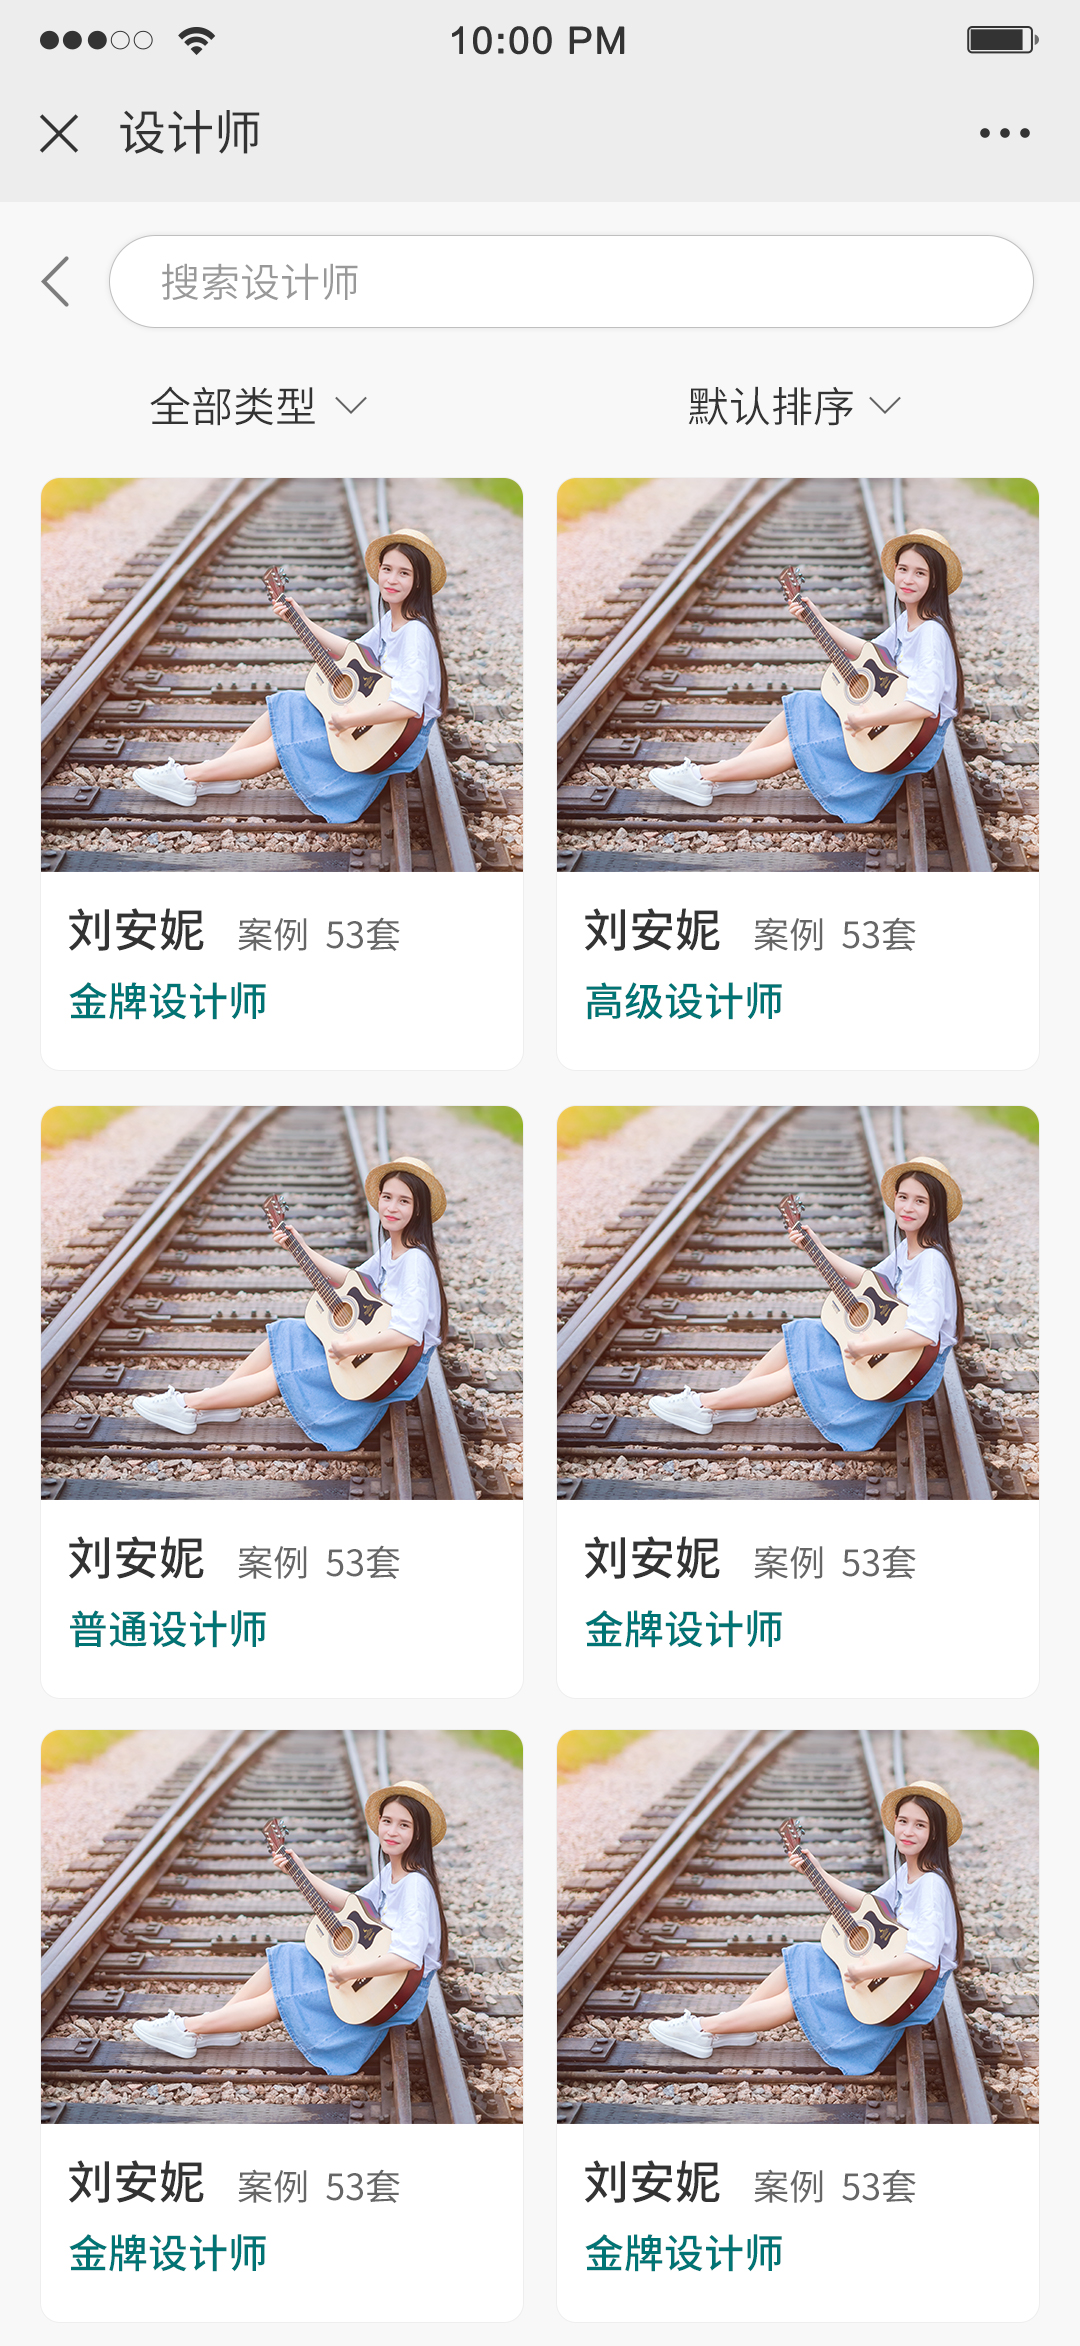 10:00 PM
设计师
搜索设计师
全部类型 默认排序
刘安妮 案例 53套
金牌设计师
刘安妮 案例 53套
高级设计师
刘安妮 案例 53套
普通设计师
刘安妮 案例 53套
金牌设计师
刘安妮 案例 53套
金牌设计师
刘安妮 案例 53套
金牌设计师